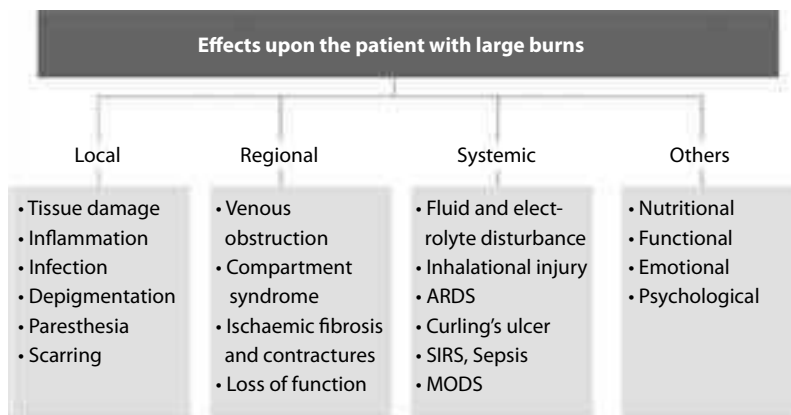 Effects upon the patient with large burns
Local
• Tissue damage
• Inflammation
• Infection
• Depigmentation
• Paresthesia
• Scarring
Regional
• Venous
obstruction
• Compartment
syndrome
• Ischaemic fibrosis
and contractures
• Loss of function
Systemic
• Fluid and elect-
rolyte disturbance
• Inhalational injury
• ARDS
• Curling's ulcer
• SIRS, Sepsis
• MODS
Others
• Nutritional
• Functional
• Emotional
• Psychological